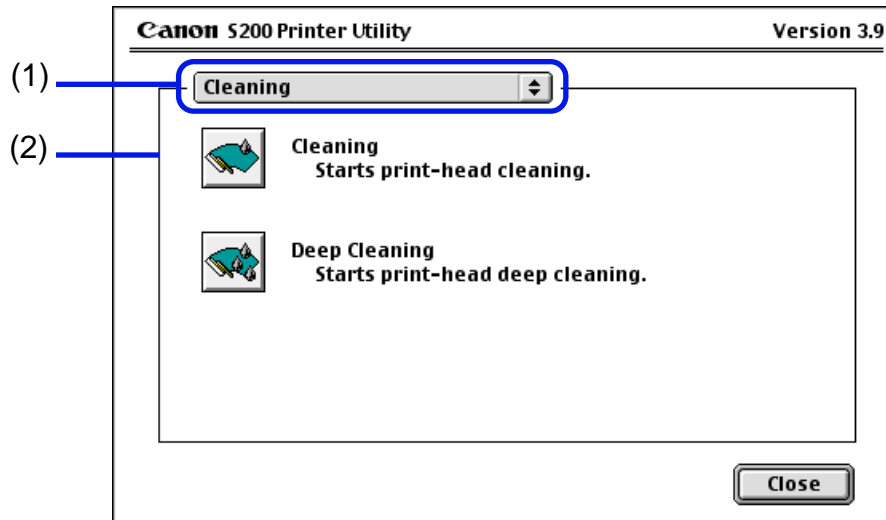 Canon S200 Printer Utility Version 3.9
(1) Cleaning
(2)
Cleaning
Starts print-head cleaning.
Deep Cleaning
Starts print-head deep cleaning.
Close